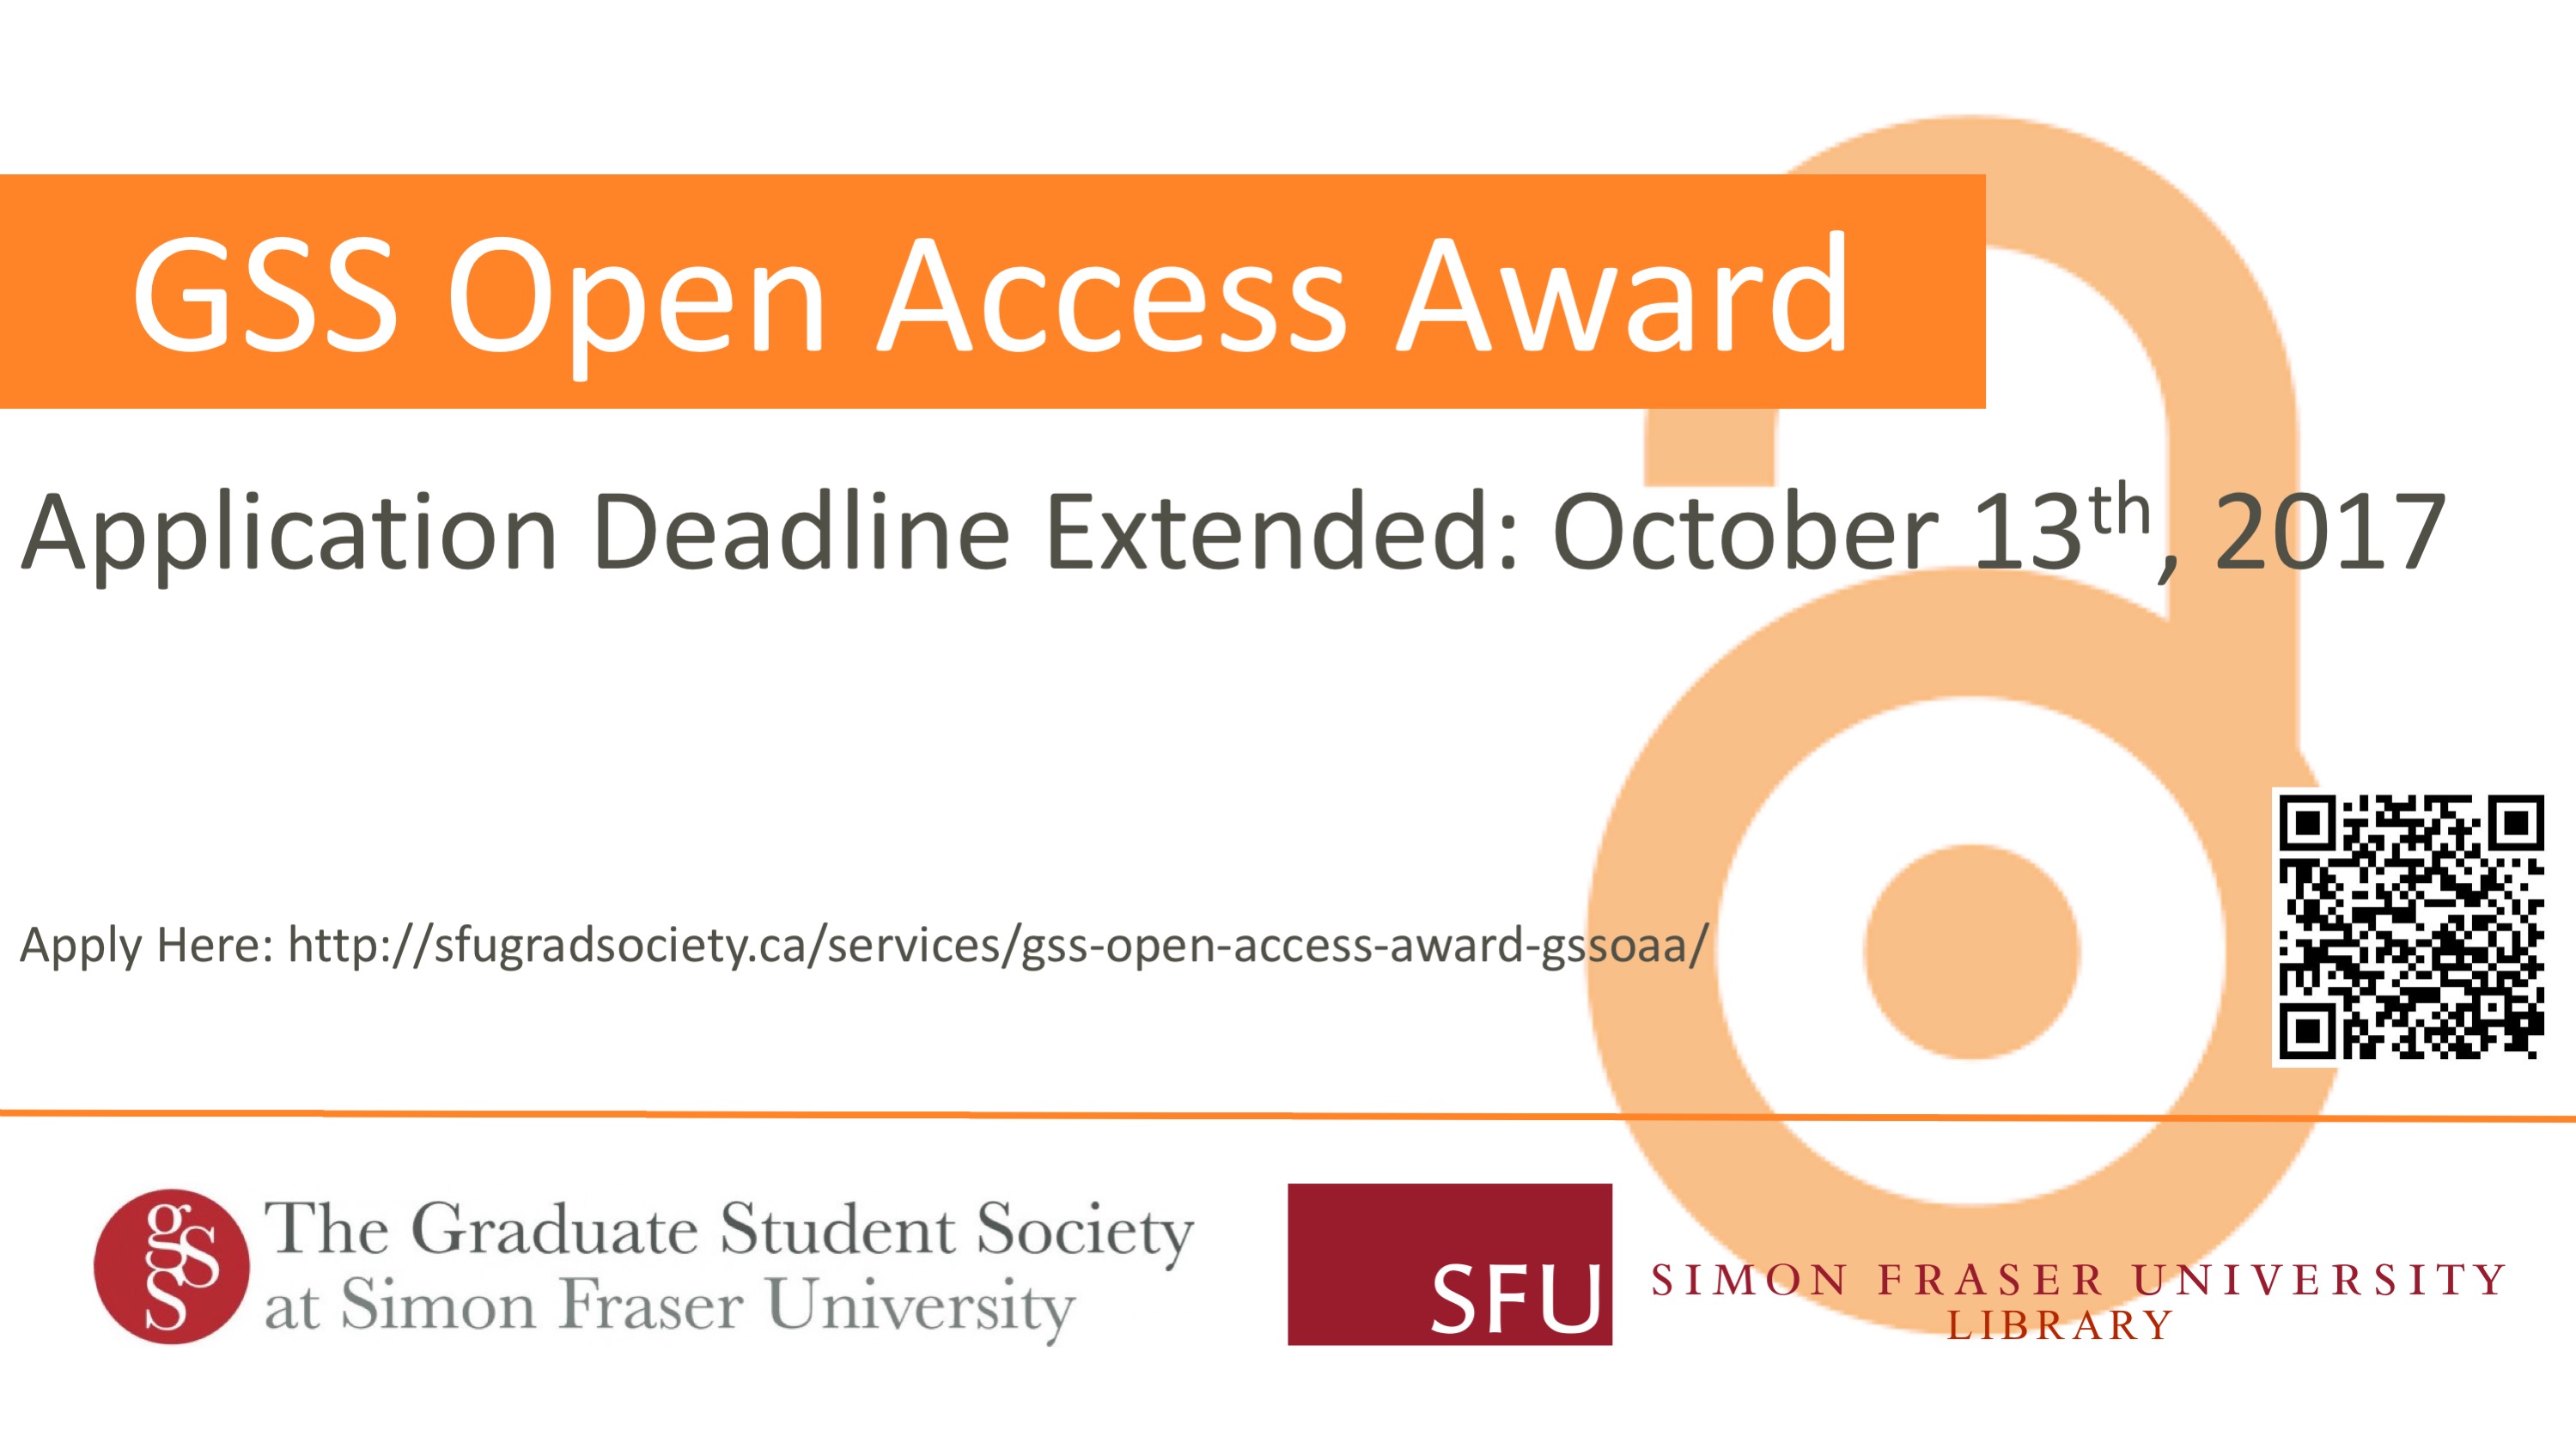 GSS Open Access Award
Application Deadline Extended: October 13th, 2017
Apply Here: http://sfugradsociety.ca/services/gss-open-access-award-gssoaa/
gss
The Graduate Student Society
at Simon Fraser University
SFU
SIMON FRASER UNIVERSITY
LIBRARY